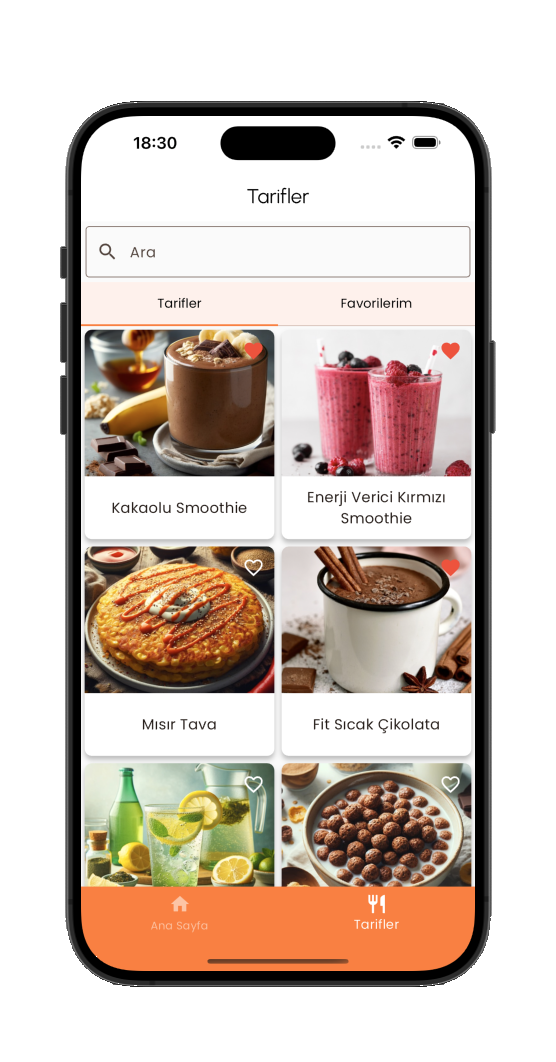 18:30
Tarifler
Ara
Tarifler
Favorilerim
Kakaolu Smoothie
Enerji Verici Kırmızı
Smoothie
Mısır Tava
Fit Sıcak Çikolata
Ana Sayfa
Tarifler